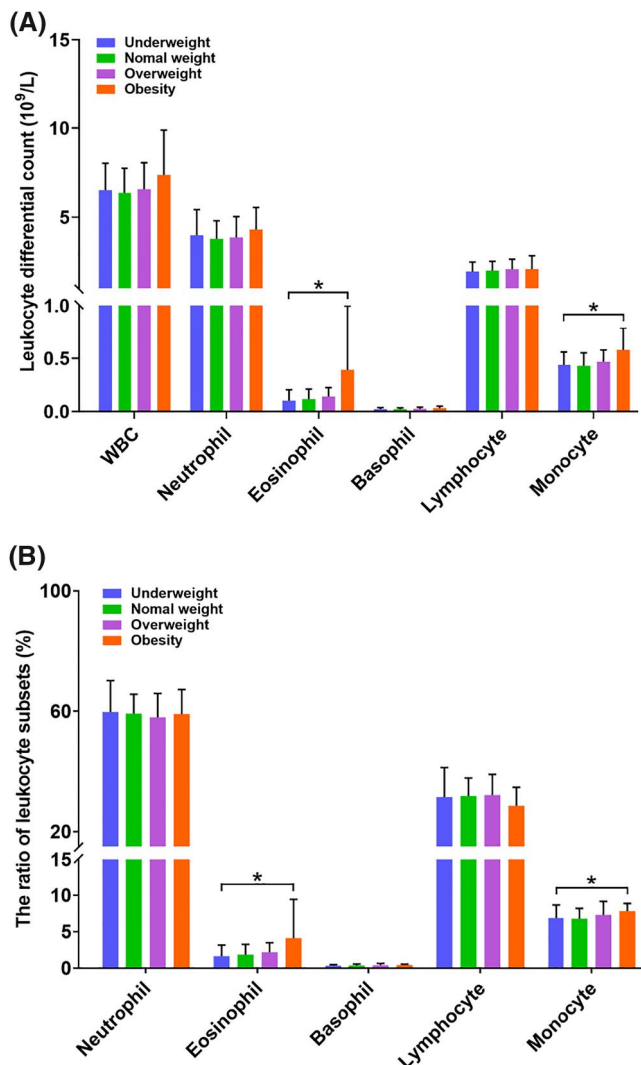 (A)
Leukocyte differential count (10⁹/L)
15
10
5
1.0
0.5
0.0
Underweight
Nomal weight
Overweight
Obesity
*
*
WBC
Neutrophil
Eosinophil
Basophil
Lymphocyte
Monocyte
(B)
The ratio of leukocyte subsets (%)
100
60
20
15
10
5
0
Underweight
Nomal weight
Overweight
Obesity
*
*
Neutrophil
Eosinophil
Basophil
Lymphocyte
Monocyte